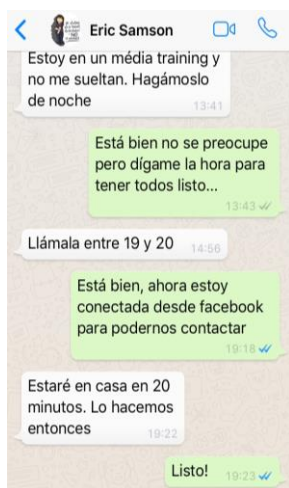 Eric Samson
Estoy en un média training y
no me sueltan. Hagámoslo
de noche
13:41
Está bien no se preocupe
pero dígame la hora para
tener todos listo...
13:43
Llámala entre 19 y 20
14:56
Está bien, ahora estoy
conectada desde facebook
para podernos contactar
19:18
Estaré en casa en 20
minutos. Lo hacemos
entonces
19:22
Listo!
19:23